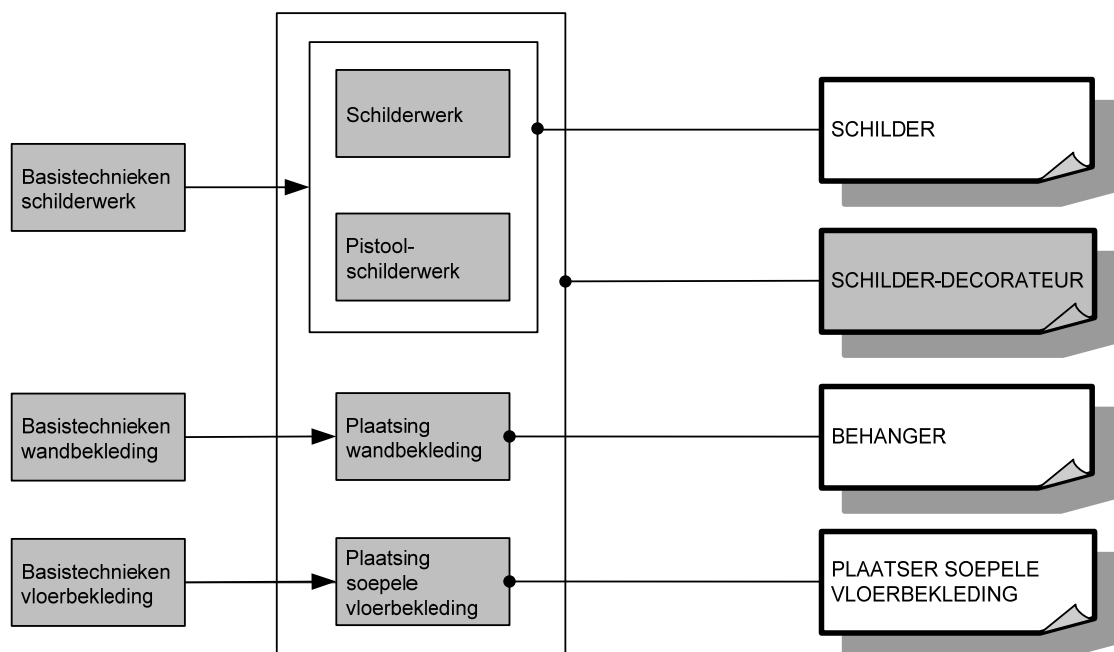 Schilderwerk
SCHILDER
Basistechnieken
schilderwerk
Pistool-
schilderwerk
SCHILDER-DECORATEUR
Basistechnieken
wandbekleding
Plaatsing
wandbekleding
BEHANGER
Basistechnieken
vloerbekleding
Plaatsing
soepele
vloerbekleding
PLAATSER SOEPELE
VLOERBEKLEDING